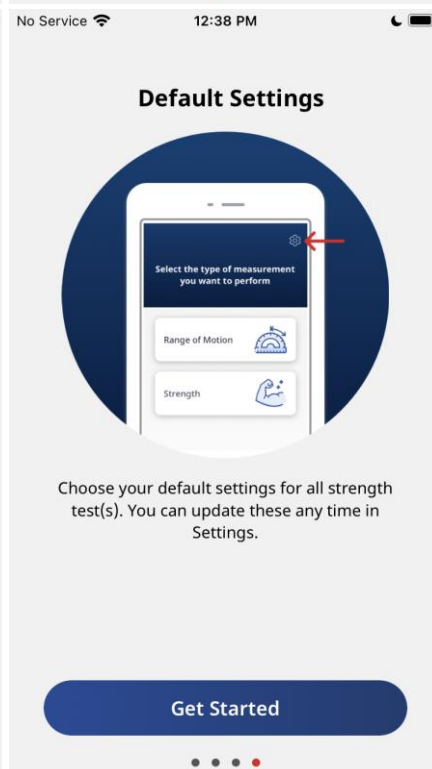 No Service 12:38 PM
Default Settings
Select the type of measurement
you want to perform
Range of Motion
Strength
Choose your default settings for all strength
test(s). You can update these any time in
Settings.
Get Started